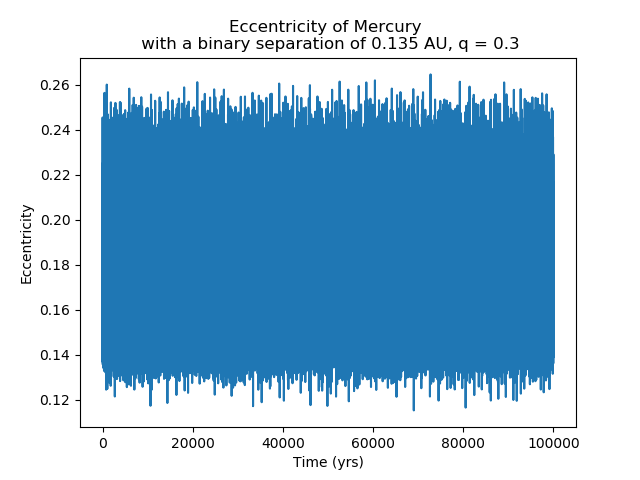 Eccentricity of Mercury
with a binary separation of 0.135 AU, q = 0.3
0.26
0.24
0.22
0.20
0.18
0.16
0.14
0.12
Eccentricity
0 20000 40000 60000 80000 100000
Time (yrs)